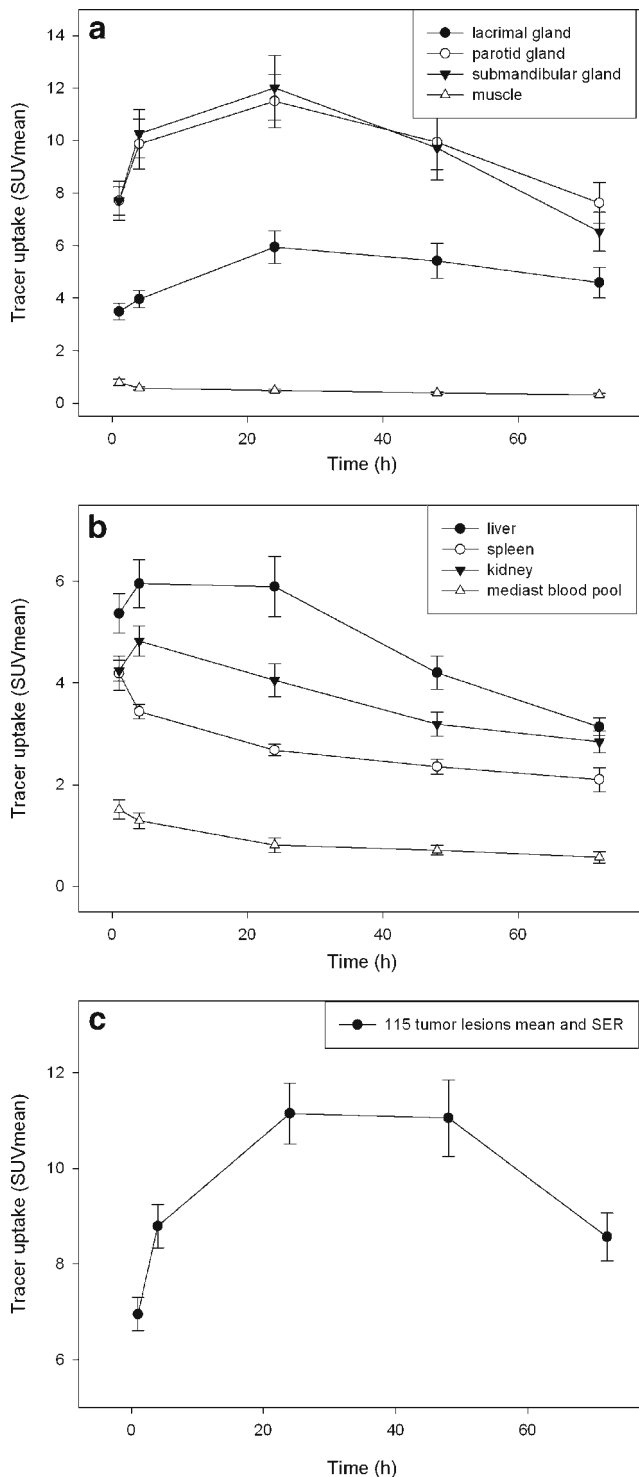 a
lacrimal gland
parotid gland
submandibular gland
muscle
Tracer uptake (SUVmean)
14
12
10
8
6
4
2
0
0 20 40 60
Time (h)
b
liver
spleen
kidney
mediast blood pool
Tracer uptake (SUVmean)
6
4
2
0
0 20 40 60
Time (h)
c
115 tumor lesions mean and SER
Tracer uptake (SUVmean)
12
10
8
6
0 20 40 60
Time (h)